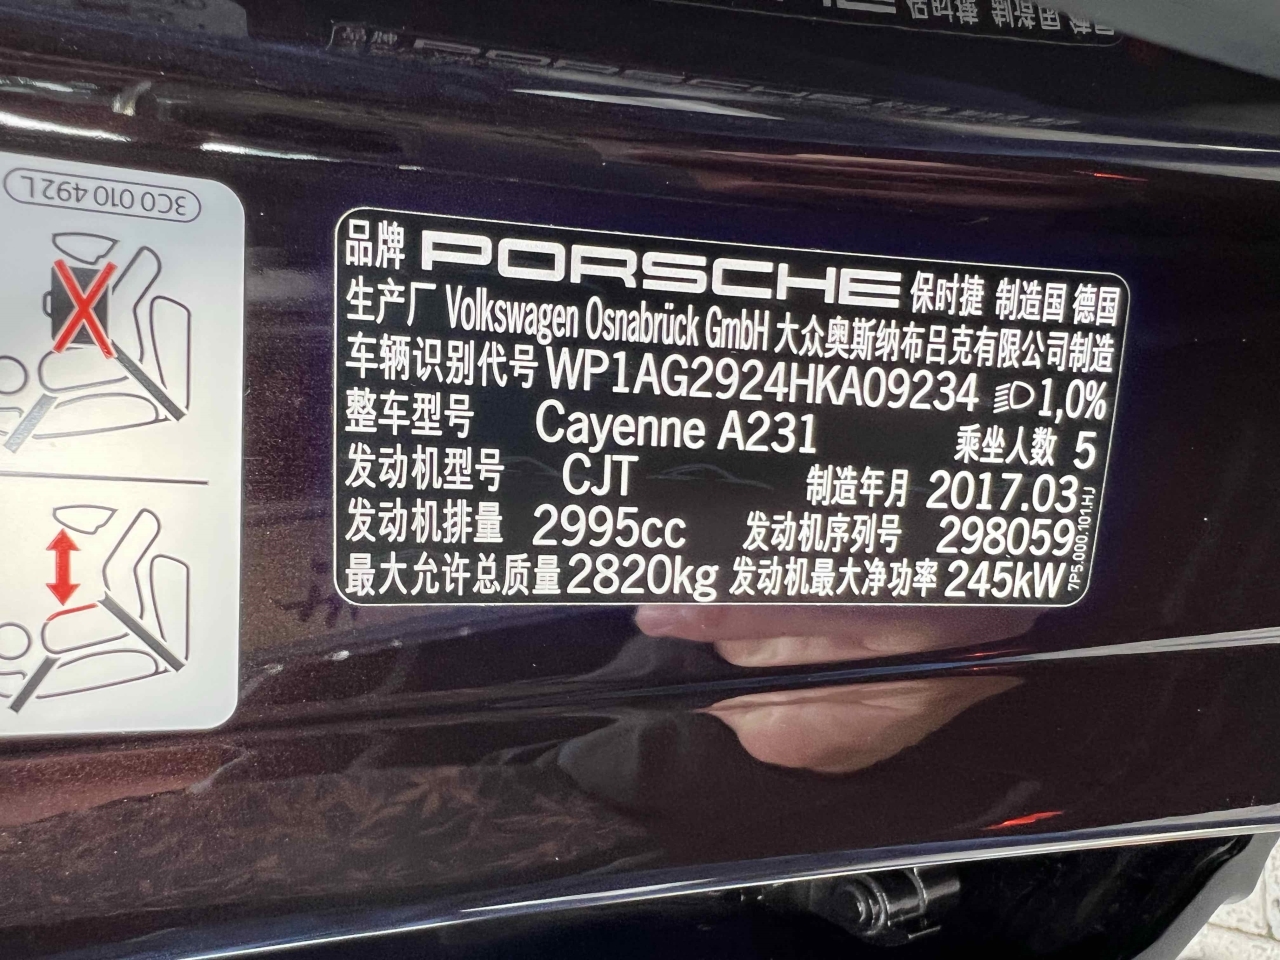 3C0 010 492 L
品牌 PORSCHE 保时捷 制造国 德国
生产厂 Volkswagen Osnabrück GmbH 大众奥斯纳布吕克有限公司制造
车辆识别代号 WP1AG2924HKA09234 1,0%
整车型号 Cayenne A231 乘坐人数 5
发动机型号 CJT 制造年月 2017.03
发动机排量 2995cc 发动机序列号 298059
最大允许总质量 2820kg 发动机最大净功率 245kW
7P5.000.101.HJ